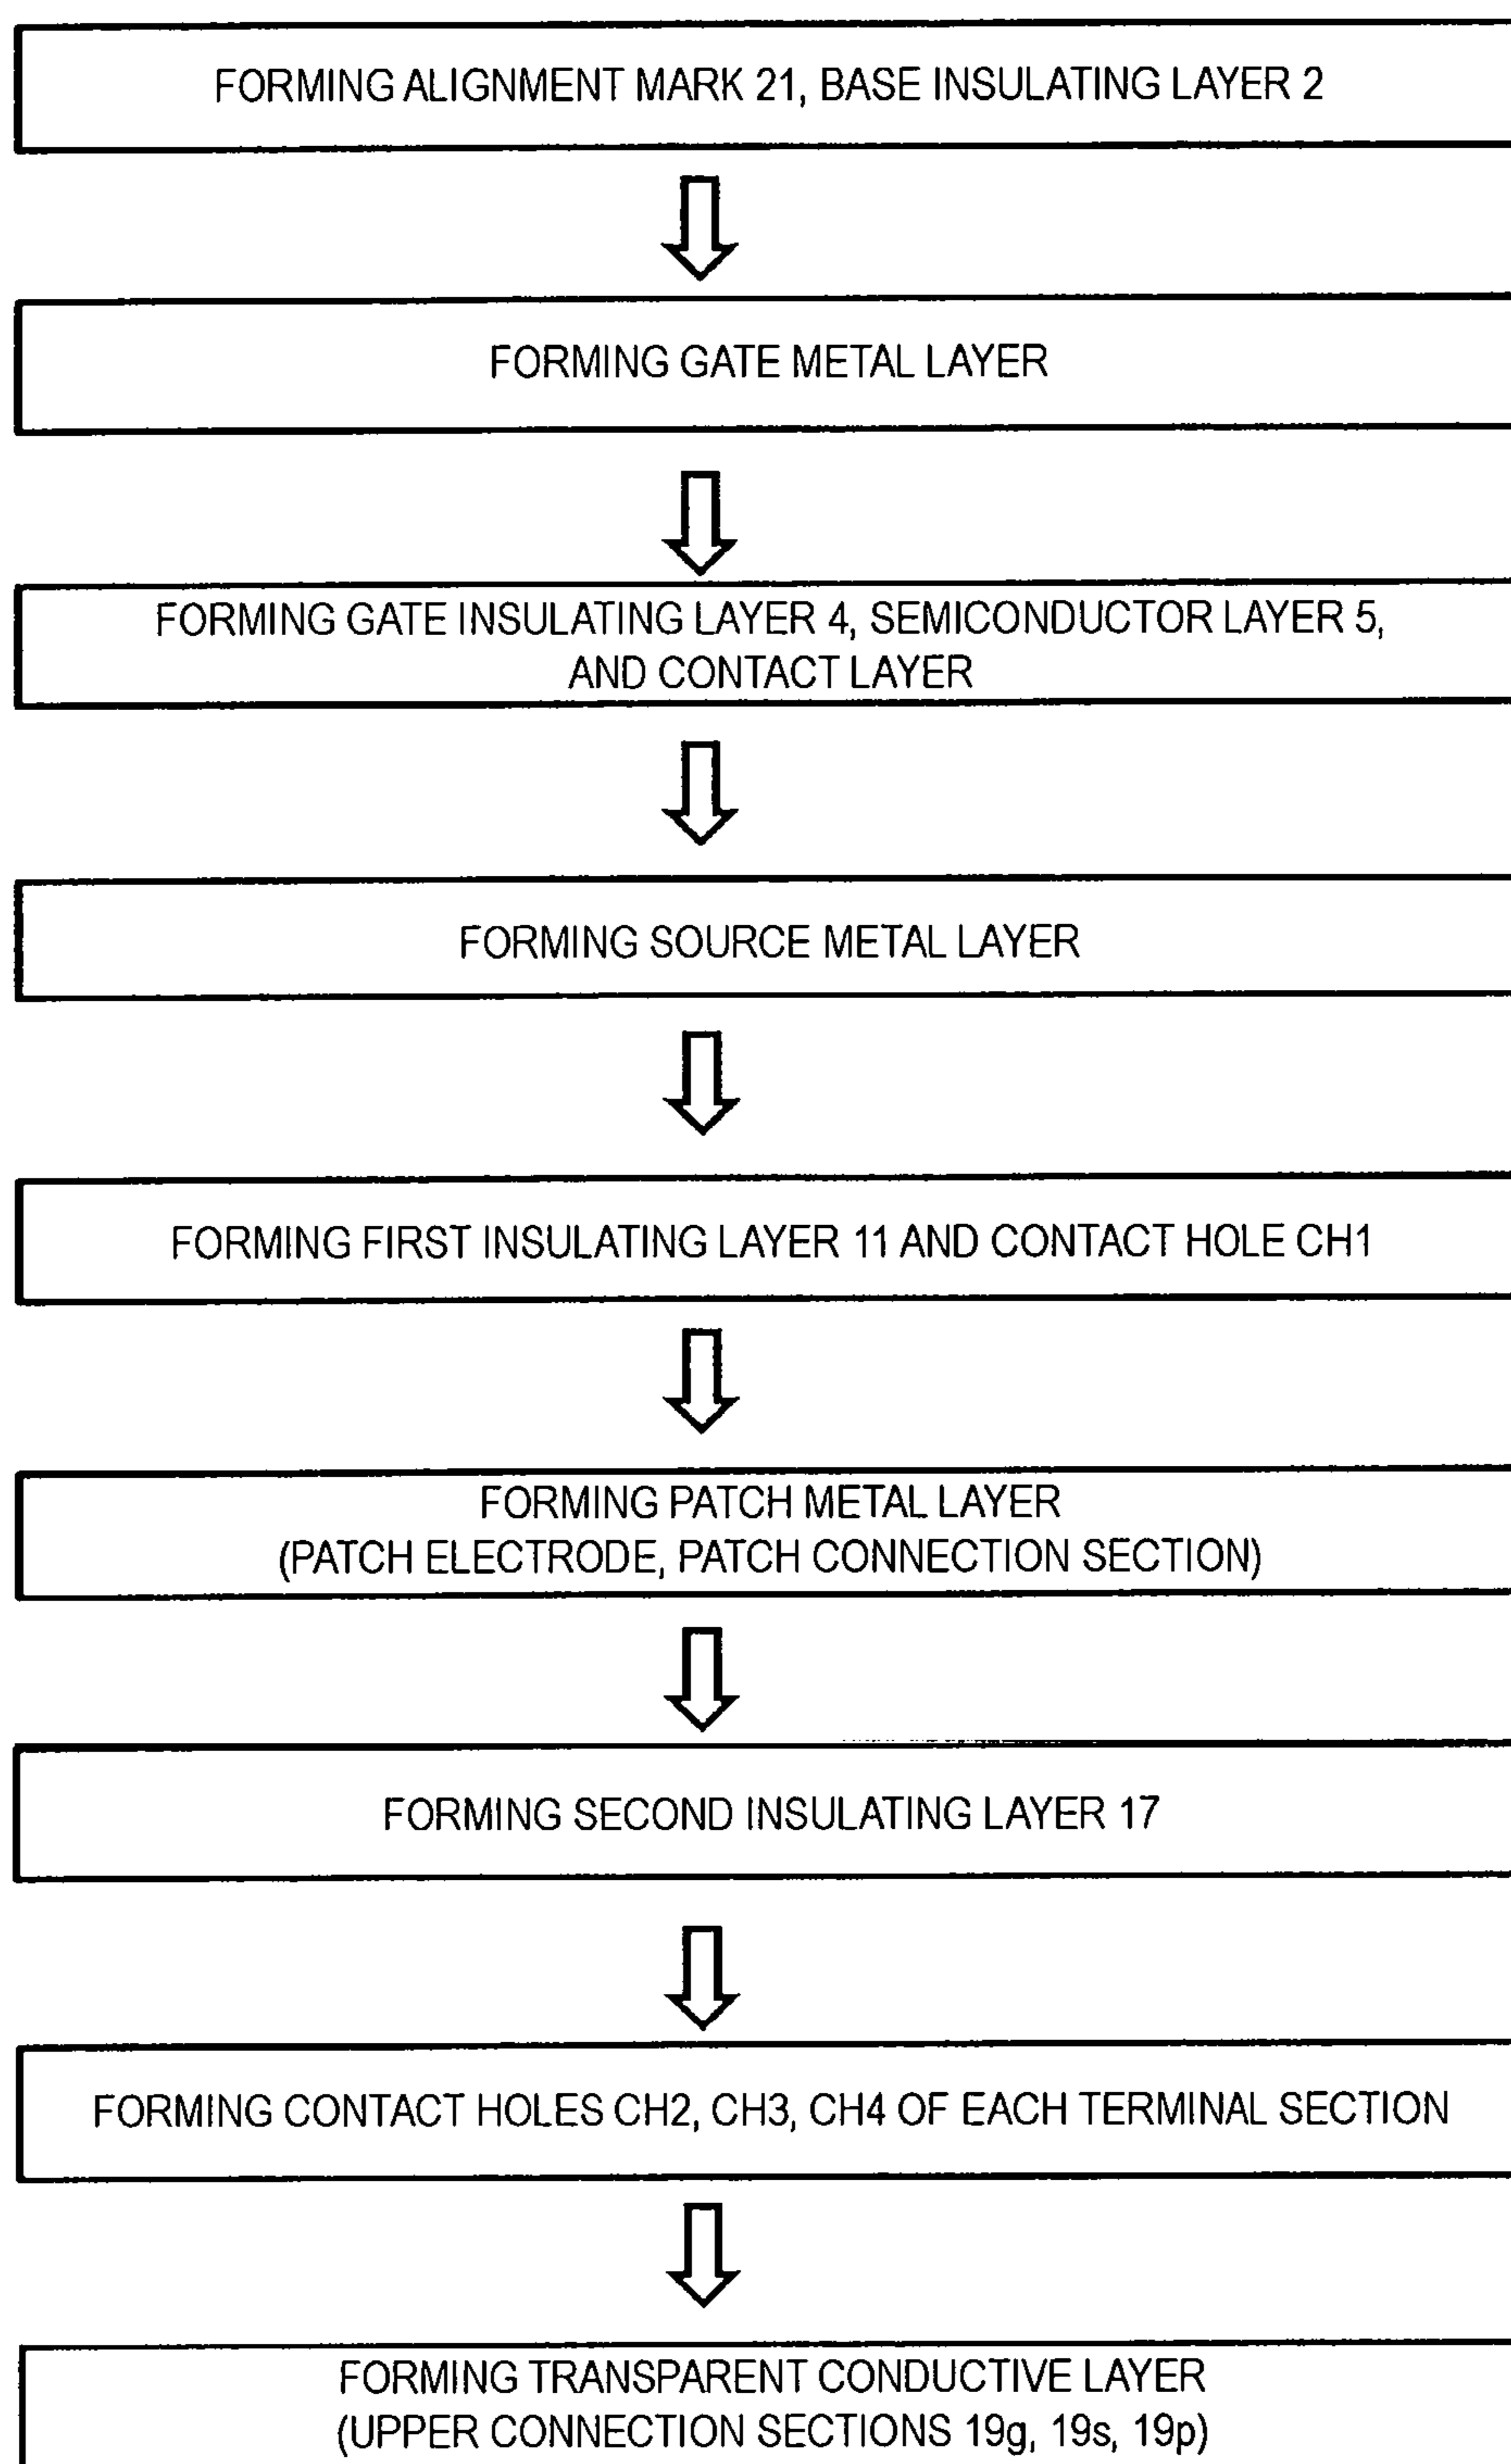 FORMING ALIGNMENT MARK 21, BASE INSULATING LAYER 2
FORMING GATE METAL LAYER
FORMING GATE INSULATING LAYER 4, SEMICONDUCTOR LAYER 5,
AND CONTACT LAYER
FORMING SOURCE METAL LAYER
FORMING FIRST INSULATING LAYER 11 AND CONTACT HOLE CH1
FORMING PATCH METAL LAYER
(PATCH ELECTRODE, PATCH CONNECTION SECTION)
FORMING SECOND INSULATING LAYER 17
FORMING CONTACT HOLES CH2, CH3, CH4 OF EACH TERMINAL SECTION
FORMING TRANSPARENT CONDUCTIVE LAYER
(UPPER CONNECTION SECTIONS 19g, 19s, 19p)